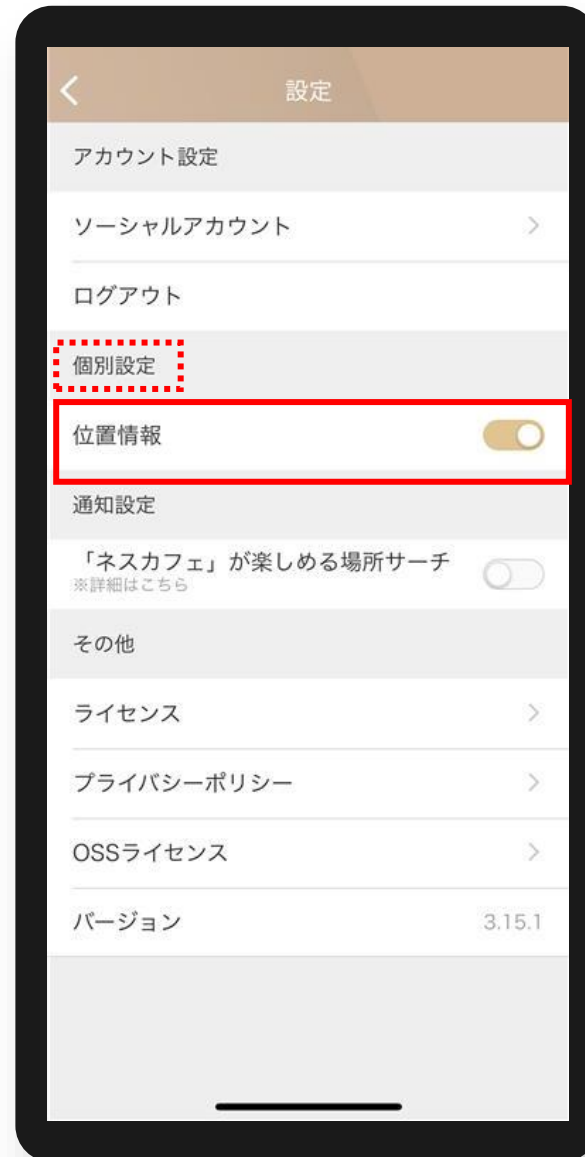 設定
アカウント設定
ソーシャルアカウント
ログアウト
個別設定
位置情報
通知設定
「ネスカフェ」が楽しめる場所サーチ
※詳細はこちら
その他
ライセンス
プライバシーポリシー
OSSライセンス
バージョン 3.15.1